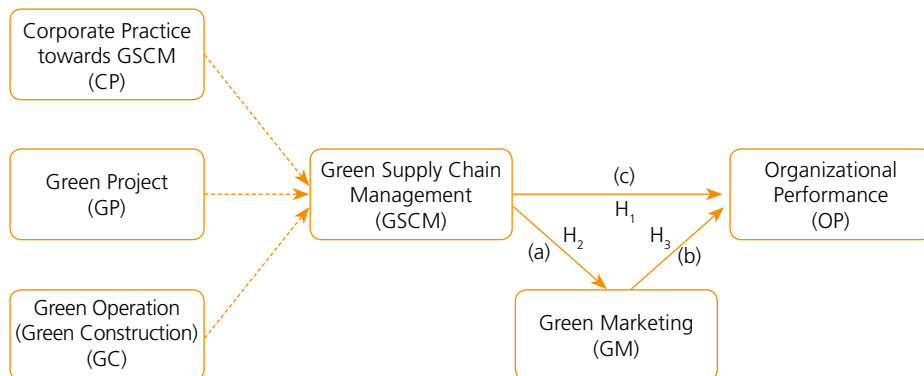 Corporate Practice
towards GSCM
(CP)
Green Project
(GP)
Green Operation
(Green Construction)
(GC)
Green Supply Chain
Management
(GSCM)
(c)
H₁
(a)
H₂
H₃
(b)
Green Marketing
(GM)
Organizational
Performance
(OP)